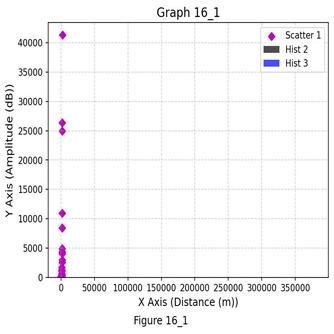 Graph 16_1
Scatter 1
Hist 2
Hist 3
Y Axis (Amplitude (dB))
40000
35000
30000
25000
20000
15000
10000
5000
0
0 50000 100000 150000 200000 250000 300000 350000
X Axis (Distance (m))
Figure 16_1